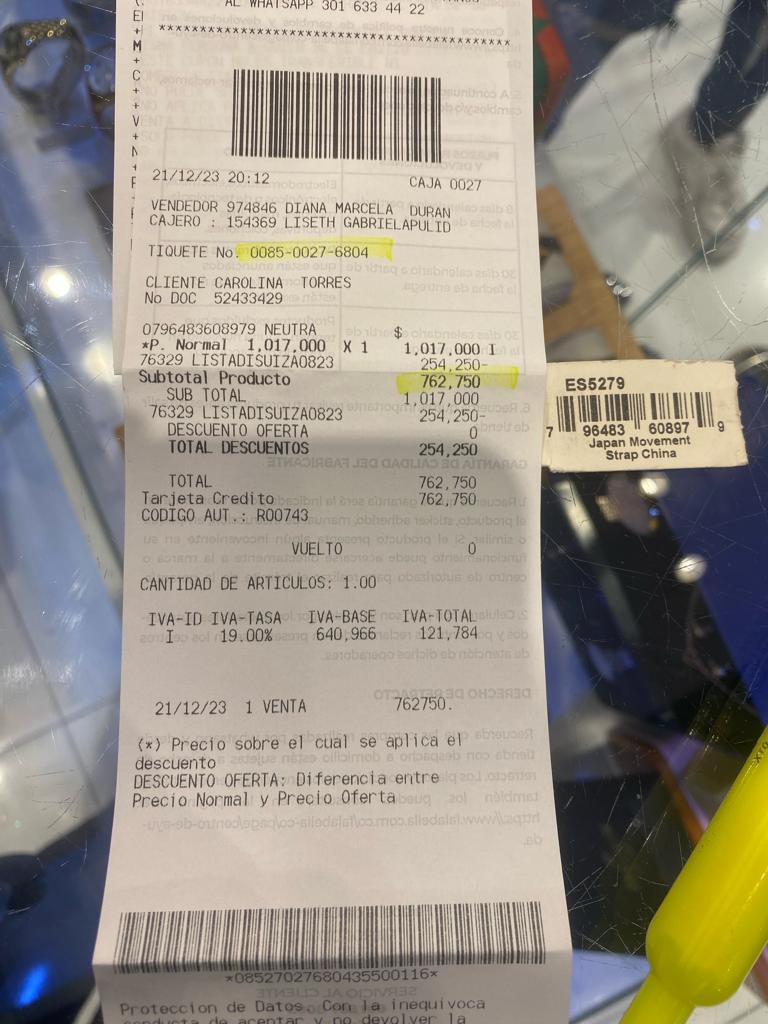 AL WHATSAPP 301 633 44 22
****************************************
21/12/23 20:12 CAJA 0027
VENDEDOR 974846 DIANA MARCELA DURAN
CAJERO : 154369 LISETH GABRIELAPULID
TIQUETE No. 0085-0027-6804
CLIENTE CAROLINA TORRES
No DOC 52433429
0796483608979 NEUTRA $
*P. Normal 1,017,000 X 1 1,017,000 I
76329 LISTADISUIZA0823 254,250-
Subtotal Producto 762,750
SUB TOTAL 1,017,000
76329 LISTADISUIZA0823 254,250-
DESCUENTO OFERTA 0
TOTAL DESCUENTOS 254,250
TOTAL 762,750
Tarjeta Credito 762,750
CODIGO AUT.: R00743
VUELTO 0
CANTIDAD DE ARTICULOS: 1.00
IVA-ID IVA-TASA IVA-BASE IVA-TOTAL
I 19.00% 640,966 121,784
21/12/23 1 VENTA 762750.
(*) Precio sobre el cual se aplica el
descuento
DESCUENTO OFERTA: Diferencia entre
Precio Normal y Precio Oferta
*08527027680435500116*
Proteccion de Datos. Con la inequivoca
conducta de aceptar y no devolver la
ES5279
7 96483 60897 9
Japan Movement
Strap China